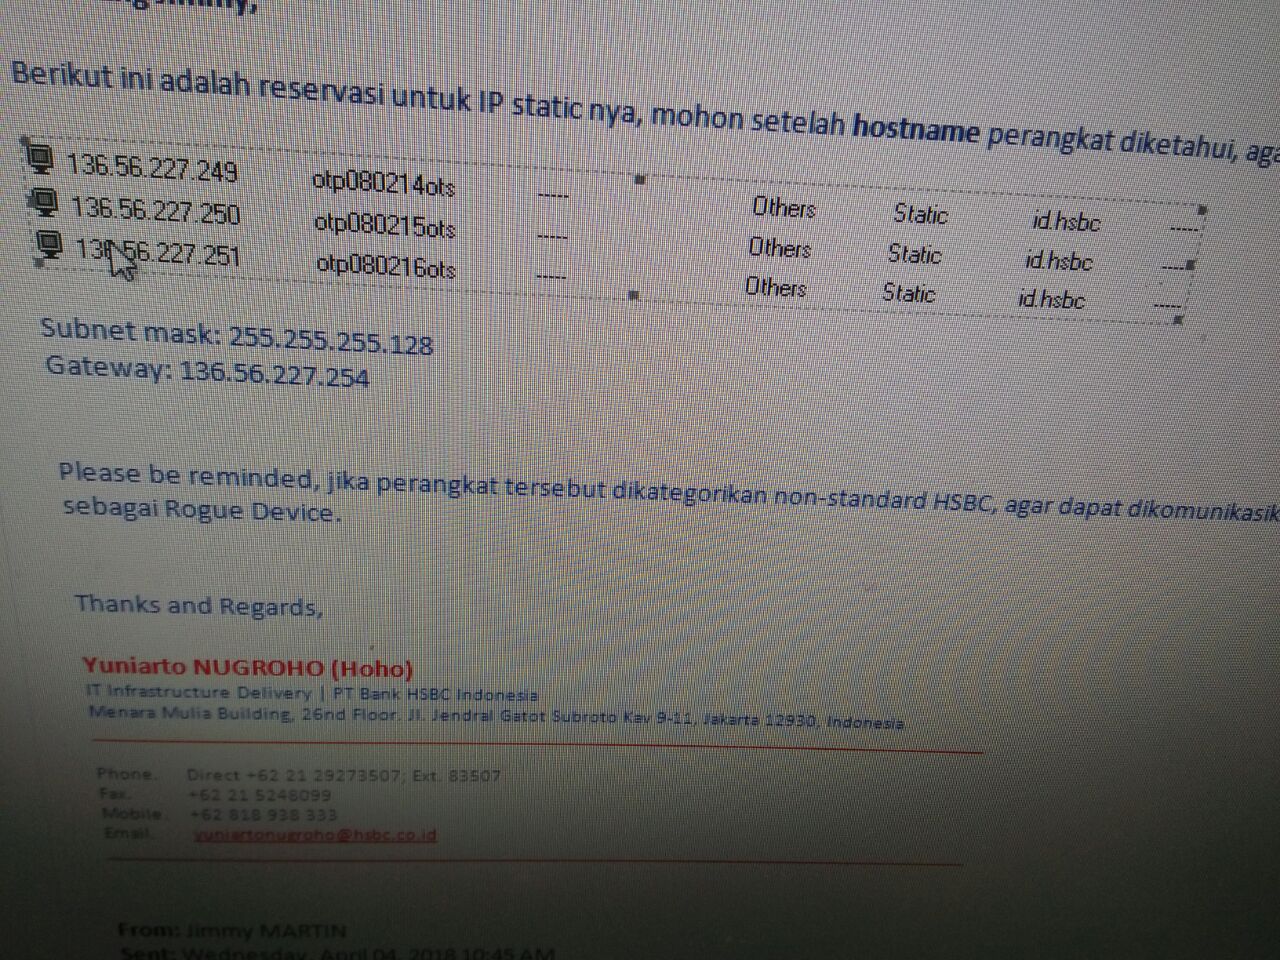 Berikut ini adalah reservasi untuk IP static nya, mohon setelah hostname perangkat diketahui, aga
136.56.227.249 otp080214ots ----- Others Static id.hsbc -----
136.56.227.250 otp080215ots ----- Others Static id.hsbc -----
136.56.227.251 otp080216ots ----- Others Static id.hsbc -----
Subnet mask: 255.255.255.128
Gateway: 136.56.227.254
Please be reminded, jika perangkat tersebut dikategorikan non-standard HSBC, agar dapat dikomunikasik
sebagai Rogue Device.
Thanks and Regards,
Yuniarto NUGROHO (Hoho)
IT Infrastructure Delivery | PT Bank HSBC Indonesia
Menara Mulia Building, 26nd Floor. Jl. Jendral Gatot Subroto Kav 9-11, Jakarta 12930, Indonesia
Phone. Direct +62 21 29273507; Ext. 83507
Fax. +62 21 5246099
Mobile. +62 818 938 333
Email. yuniartonugroho@hsbc.co.id
From: Jimmy MARTIN
Sent: Wednesday, April 04, 2018 10:45 AM